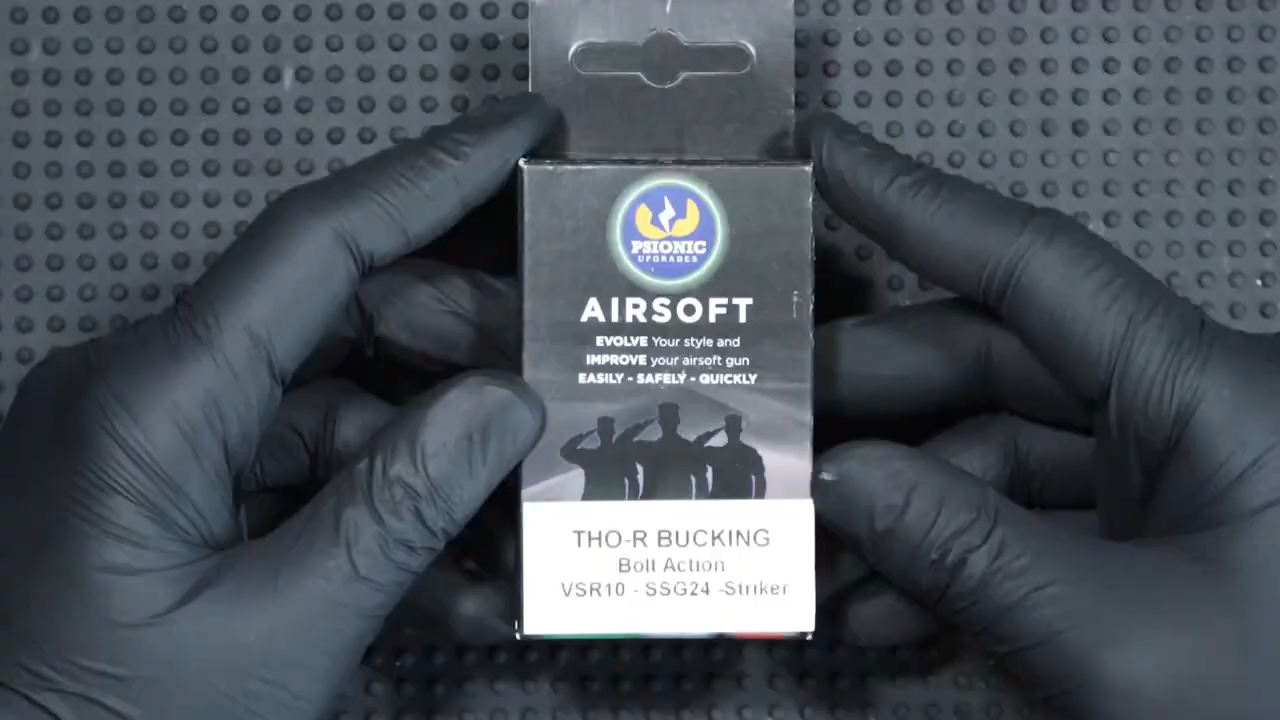 PSIONIC
UPGRADES
AIRSOFT
EVOLVE Your style and
IMPROVE your airsoft gun
EASILY - SAFELY - QUICKLY
THO-R BUCKING
Bolt Action
VSR10 - SSG24 -Striker